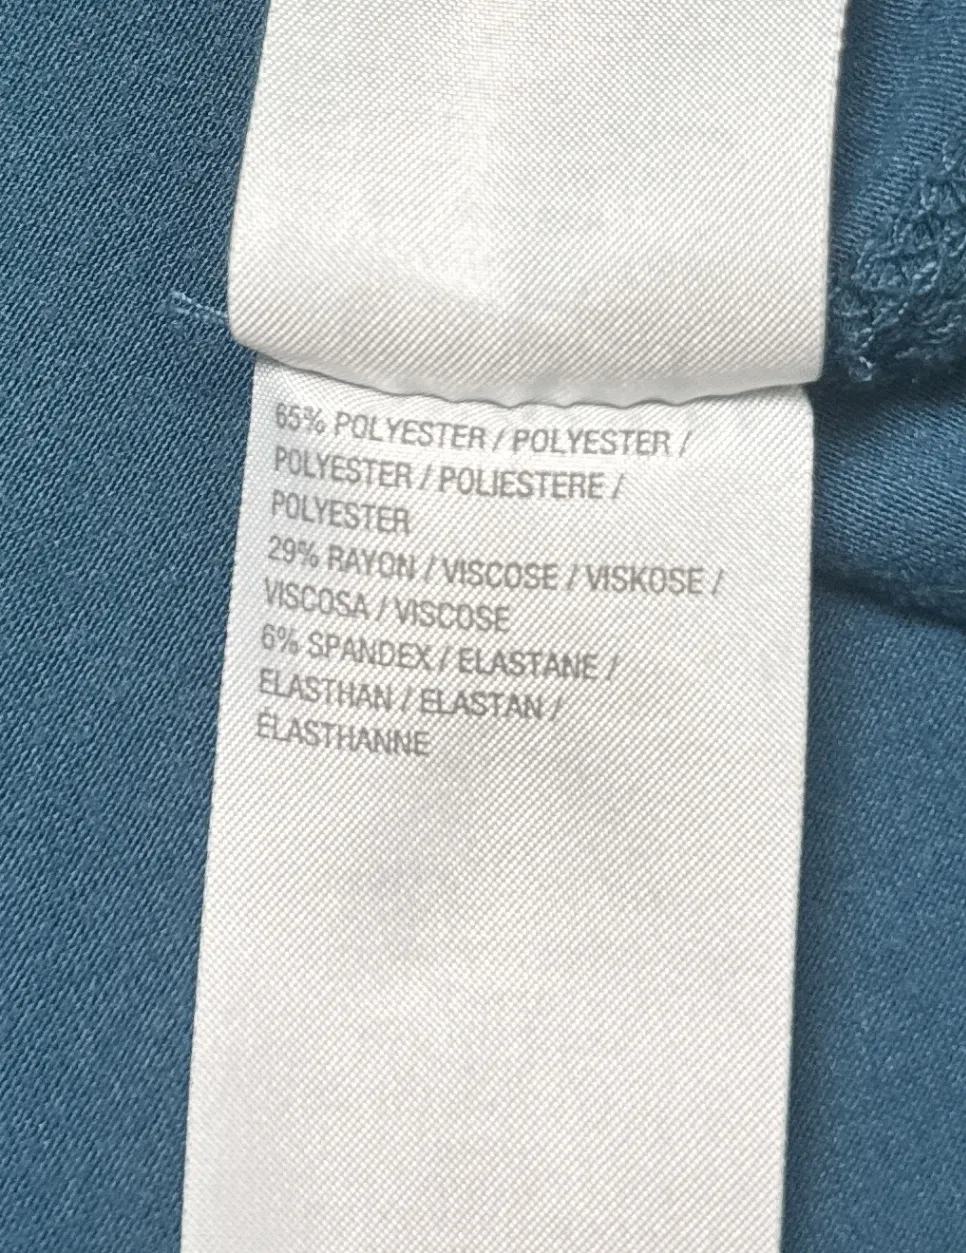 65% POLYESTER / POLYESTER /
POLYESTER / POLIESTERE /
POLYESTER
29% RAYON / VISCOSE / VISKOSE /
VISCOSA / VISCOSE
6% SPANDEX / ELASTANE /
ELASTHAN / ELASTAN /
ÉLASTHANNE